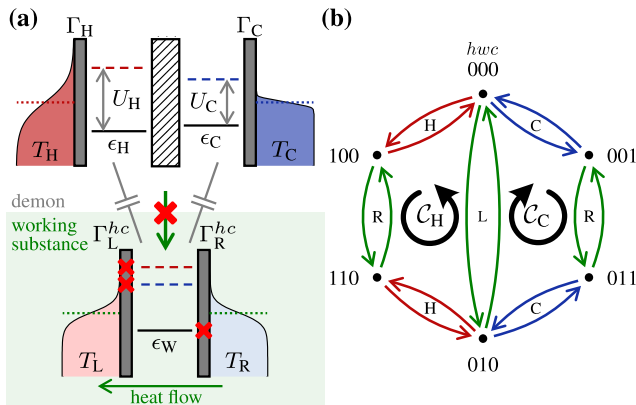 (a)
Γ_H
Γ_C
U_H
U_C
T_H
ϵ_H
ϵ_C
T_C
demon
working
substance
Γ_L^{hc}
Γ_R^{hc}
T_L
ϵ_W
T_R
heat flow
(b)
hwc
000
H
C
100
001
R
C_H
L
C_C
R
110
011
H
C
010